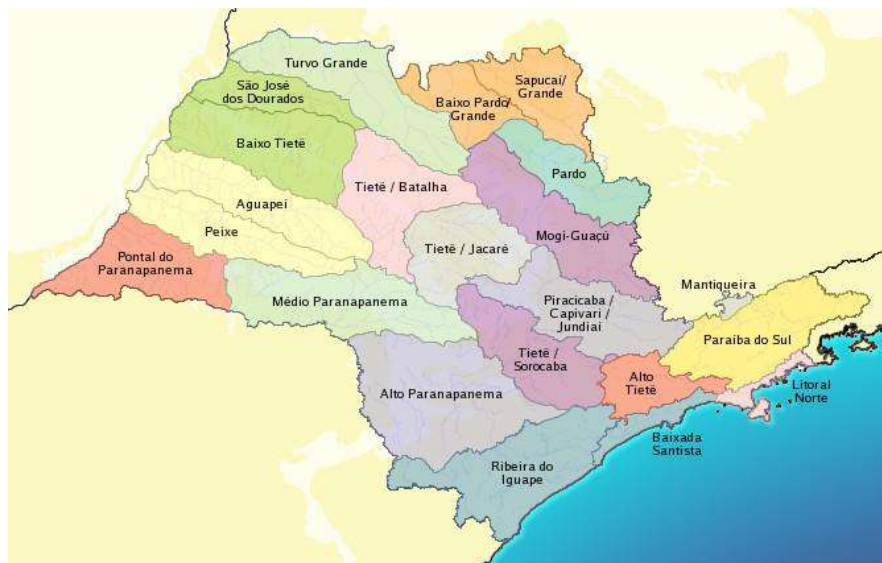 Turvo Grande
Sapucaí/
Grande
São José
dos Dourados
Baixo Pardo/
Grande
Baixo Tietê
Pardo
Tietê / Batalha
Aguapeí
Peixe
Mogi-Guaçú
Tietê / Jacaré
Pontal do
Paranapanema
Mantiqueira
Médio Paranapanema
Piracicaba /
Capivari /
Jundiaí
Paraíba do Sul
Tietê /
Sorocaba
Alto
Tietê
Litoral
Norte
Alto Paranapanema
Baixada
Santista
Ribeira do
Iguape